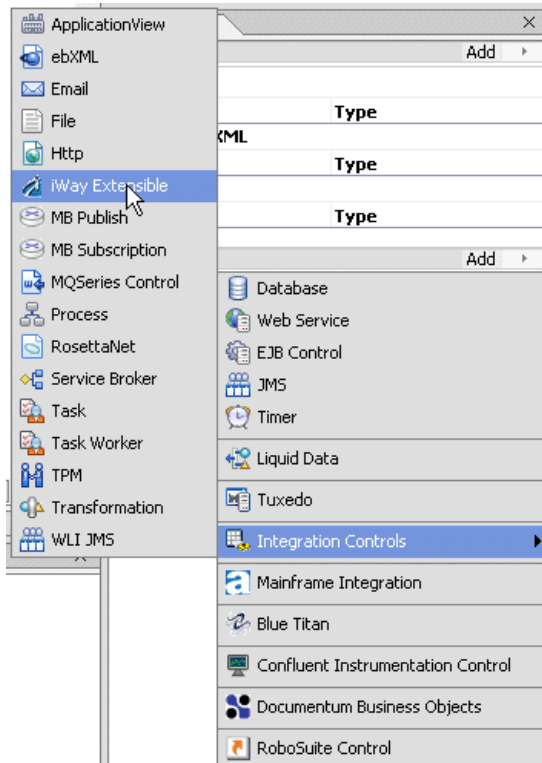 ApplicationView
ebXML
Email
File
Http
iWay Extensible
MB Publish
MB Subscription
MQSeries Control
Process
RosettaNet
Service Broker
Task
Task Worker
TPM
Transformation
WLI JMS
Add
Type
XML
Type
Type
Add
Database
Web Service
EJB Control
JMS
Timer
Liquid Data
Tuxedo
Integration Controls
Mainframe Integration
Blue Titan
Confluent Instrumentation Control
Documentum Business Objects
RoboSuite Control